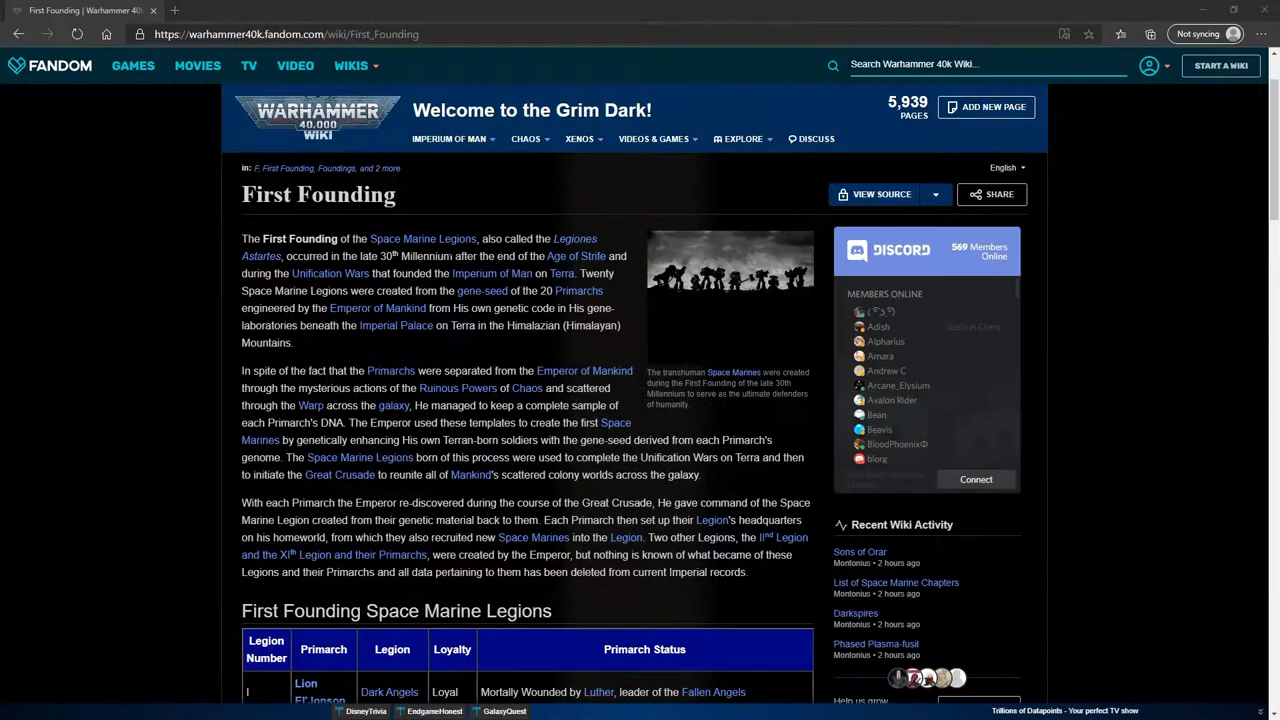 First Founding | Warhammer 40k
https://warhammer40k.fandom.com/wiki/First_Founding
Not syncing
FANDOM
GAMES
MOVIES
TV
VIDEO
WIKIS
Search Warhammer 40k Wiki...
START A WIKI
WARHAMMER
40,000
WIKI
Welcome to the Grim Dark!
5,939
PAGES
ADD NEW PAGE
IMPERIUM OF MAN
CHAOS
XENOS
VIDEOS & GAMES
EXPLORE
DISCUSS
in: F, First Founding, Foundings, and 2 more
English
First Founding
VIEW SOURCE
SHARE
The First Founding of the Space Marine Legions, also called the Legiones
Astartes, occurred in the late 30th Millennium after the end of the Age of Strife and
during the Unification Wars that founded the Imperium of Man on Terra. Twenty
Space Marine Legions were created from the gene-seed of the 20 Primarchs
engineered by the Emperor of Mankind from His own genetic code in His gene-
laboratories beneath the Imperial Palace on Terra in the Himalazian (Himalayan)
Mountains.
The transhuman Space Marines were created
during the First Founding of the late 30th
Millennium to serve as the ultimate defenders
of humanity.
In spite of the fact that the Primarchs were separated from the Emperor of Mankind
through the mysterious actions of the Ruinous Powers of Chaos and scattered
through the Warp across the galaxy, He managed to keep a complete sample of
each Primarch's DNA. The Emperor used these templates to create the first Space
Marines by genetically enhancing His own Terran-born soldiers with the gene-seed derived from each Primarch's
genome. The Space Marine Legions born of this process were used to complete the Unification Wars on Terra and then
to initiate the Great Crusade to reunite all of Mankind's scattered colony worlds across the galaxy.
With each Primarch the Emperor re-discovered during the course of the Great Crusade, He gave command of the Space
Marine Legion created from their genetic material back to them. Each Primarch then set up their Legion's headquarters
on his homeworld, from which they also recruited new Space Marines into the Legion. Two other Legions, the IInd Legion
and the XIth Legion and their Primarchs, were created by the Emperor, but nothing is known of what became of these
Legions and their Primarchs and all data pertaining to them has been deleted from current Imperial records.
First Founding Space Marine Legions
Legion Number
Primarch
Legion
Loyalty
Primarch Status
I
Lion
El'Jonson
Dark Angels
Loyal
Mortally Wounded by Luther, leader of the Fallen Angels
DISCORD
569 Members
Online
MEMBERS ONLINE
Adish
Alpharius
Amara
Andrew C
Arcane_Elysium
Avalon Rider
Bean
Beavis
BloodPhoenixΦ
blorg
Connect
Recent Wiki Activity
Sons of Orar
Montonius • 2 hours ago
List of Space Marine Chapters
Montonius • 2 hours ago
Darkspires
Montonius • 2 hours ago
Phased Plasma-fusil
Montonius • 2 hours ago
Help us grow
DisneyTrivia
EndgameHonest
GalaxyQuest
Trillions of Datapoints - Your perfect TV show